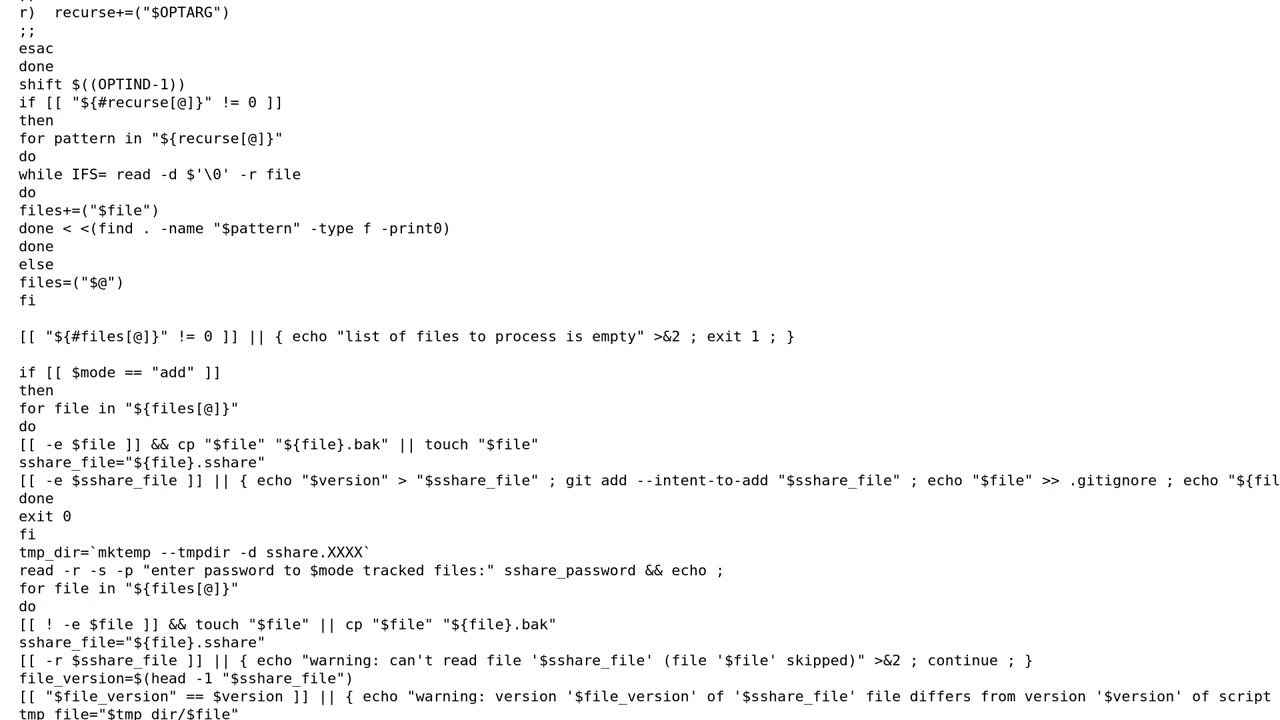 r)  recurse+=("$OPTARG")
;;
esac
done
shift $((OPTIND-1))
if [[ "${#recurse[@]}" != 0 ]]
then
for pattern in "${recurse[@]}"
do
while IFS= read -d $'\0' -r file
do
files+=("$file")
done < <(find . -name "$pattern" -type f -print0)
done
else
files=("$@")
fi

[[ "${#files[@]}" != 0 ]] || { echo "list of files to process is empty" >&2 ; exit 1 ; }

if [[ $mode == "add" ]]
then
for file in "${files[@]}"
do
[[ -e $file ]] && cp "$file" "${file}.bak" || touch "$file"
sshare_file="${file}.sshare"
[[ -e $sshare_file ]] || { echo "$version" > "$sshare_file" ; git add --intent-to-add "$sshare_file" ; echo "$file" >> .gitignore ; echo "${fil
done
exit 0
fi
tmp_dir=`mktemp --tmpdir -d sshare.XXXX`
read -r -s -p "enter password to $mode tracked files:" sshare_password && echo ;
for file in "${files[@]}"
do
[[ ! -e $file ]] && touch "$file" || cp "$file" "${file}.bak"
sshare_file="${file}.sshare"
[[ -r $sshare_file ]] || { echo "warning: can't read file '$sshare_file' (file '$file' skipped)" >&2 ; continue ; }
file_version=$(head -1 "$sshare_file")
[[ "$file_version" == $version ]] || { echo "warning: version '$file_version' of '$sshare_file' file differs from version '$version' of script
tmp_file="$tmp_dir/$file"